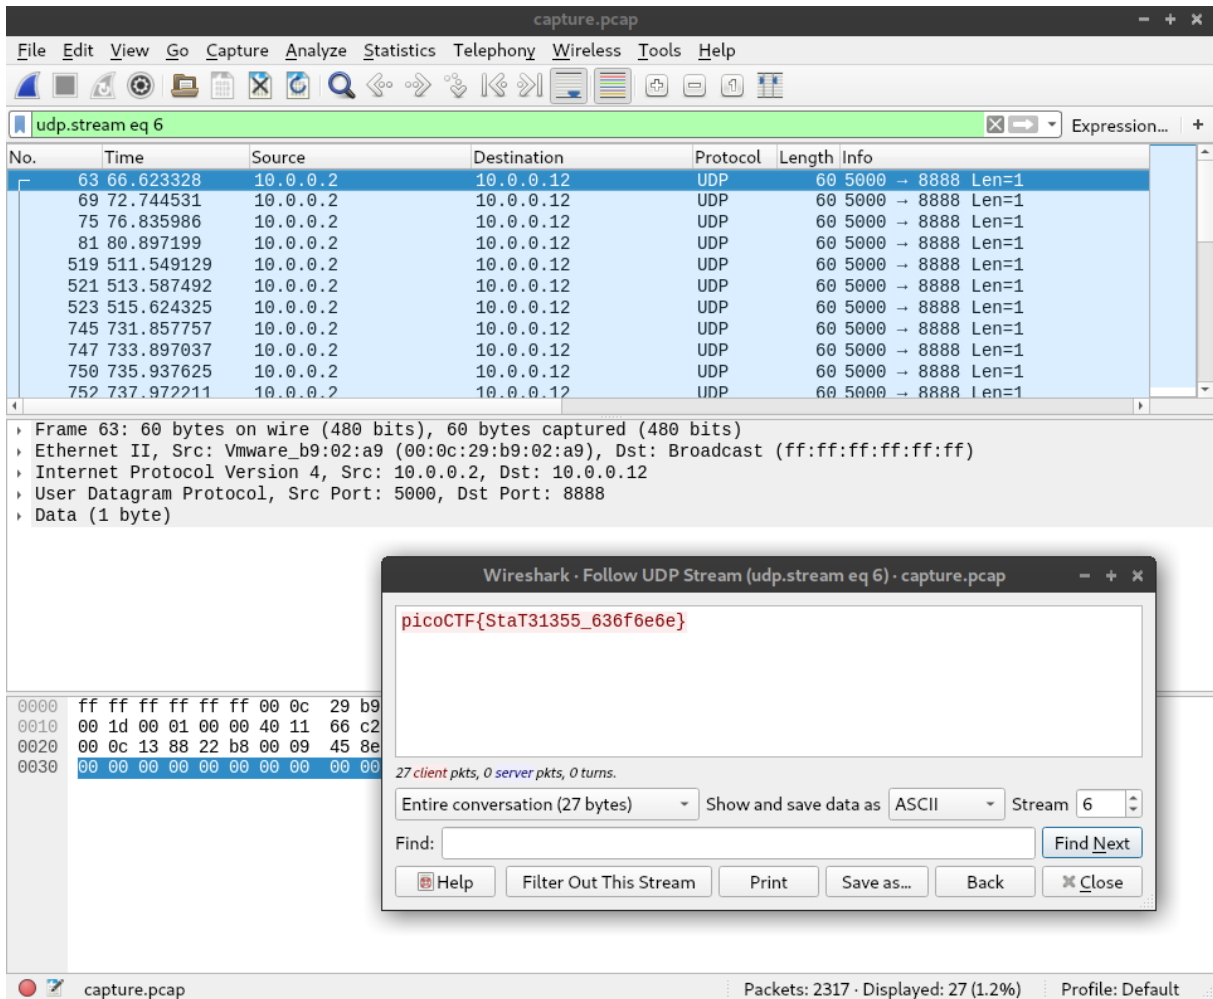 capture.pcap
File Edit View Go Capture Analyze Statistics Telephony Wireless Tools Help
udp.stream eq 6 Expression... +
No. Time Source Destination Protocol Length Info
63 66.623328 10.0.0.2 10.0.0.12 UDP 60 5000 → 8888 Len=1
69 72.744531 10.0.0.2 10.0.0.12 UDP 60 5000 → 8888 Len=1
75 76.835986 10.0.0.2 10.0.0.12 UDP 60 5000 → 8888 Len=1
81 80.897199 10.0.0.2 10.0.0.12 UDP 60 5000 → 8888 Len=1
519 511.549129 10.0.0.2 10.0.0.12 UDP 60 5000 → 8888 Len=1
521 513.587492 10.0.0.2 10.0.0.12 UDP 60 5000 → 8888 Len=1
523 515.624325 10.0.0.2 10.0.0.12 UDP 60 5000 → 8888 Len=1
745 731.857757 10.0.0.2 10.0.0.12 UDP 60 5000 → 8888 Len=1
747 733.897037 10.0.0.2 10.0.0.12 UDP 60 5000 → 8888 Len=1
750 735.937625 10.0.0.2 10.0.0.12 UDP 60 5000 → 8888 Len=1
752 737.972211 10.0.0.2 10.0.0.12 UDP 60 5000 → 8888 Len=1
Frame 63: 60 bytes on wire (480 bits), 60 bytes captured (480 bits)
Ethernet II, Src: Vmware_b9:02:a9 (00:0c:29:b9:02:a9), Dst: Broadcast (ff:ff:ff:ff:ff:ff)
Internet Protocol Version 4, Src: 10.0.0.2, Dst: 10.0.0.12
User Datagram Protocol, Src Port: 5000, Dst Port: 8888
Data (1 byte)
0000 ff ff ff ff ff ff 00 0c 29 b9
0010 00 1d 00 01 00 00 40 11 66 c2
0020 00 0c 13 88 22 b8 00 09 45 8e
0030 00 00 00 00 00 00 00 00 00 00
Wireshark · Follow UDP Stream (udp.stream eq 6) · capture.pcap
picoCTF{StaT31355_636f6e6e}
27 client pkts, 0 server pkts, 0 turns.
Entire conversation (27 bytes) Show and save data as ASCII Stream 6
Find: Find Next
Help Filter Out This Stream Print Save as... Back Close
capture.pcap Packets: 2317 · Displayed: 27 (1.2%) Profile: Default